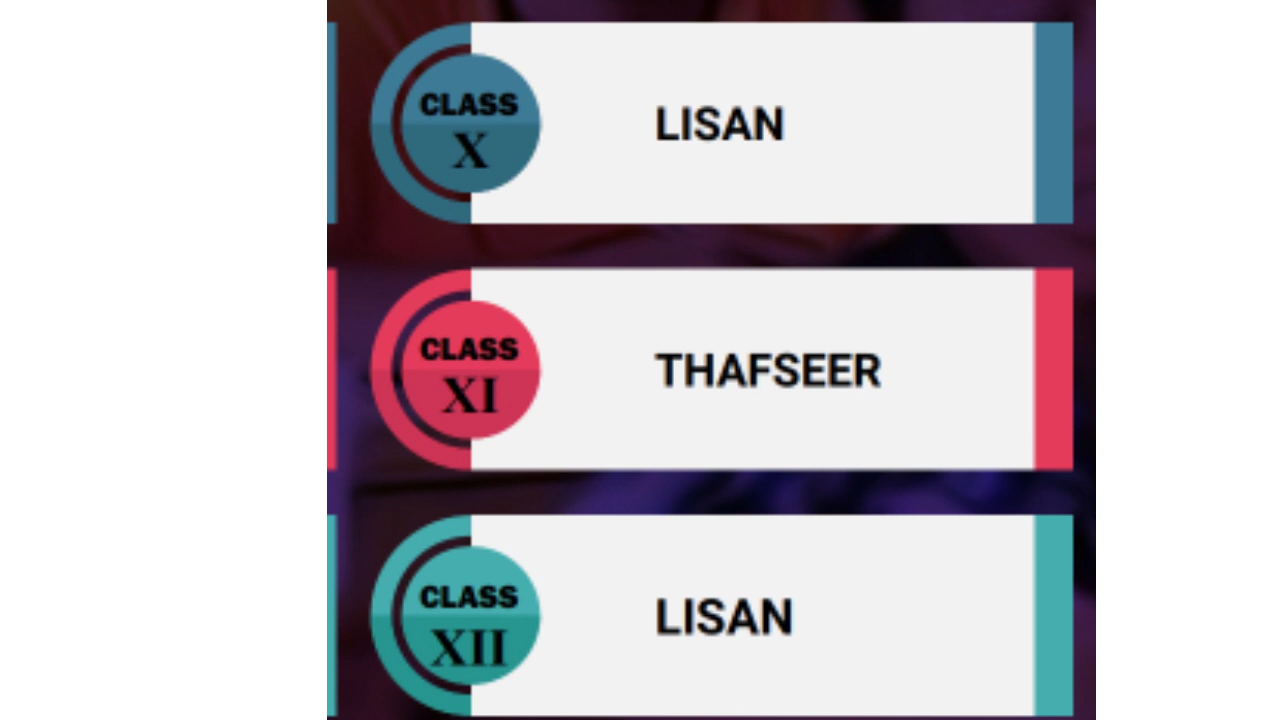 CLASS
X
LISAN
CLASS
XI
THAFSEER
CLASS
XII
LISAN